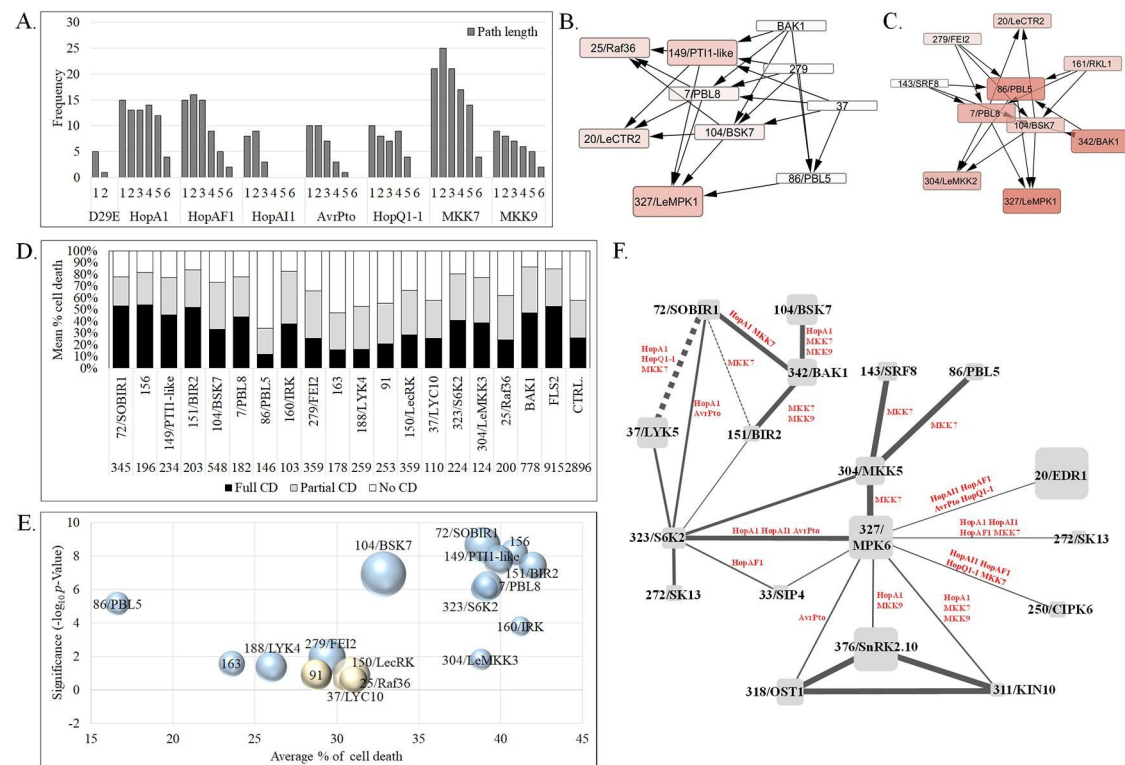 A.
Path length
Frequency
30
25
20
15
10
5
0
1 2 1 2 3 4 5 6 1 2 3 4 5 6 1 2 3 4 5 6 1 2 3 4 5 6 1 2 3 4 5 6 1 2 3 4 5 6 1 2 3 4 5 6
D29E HopA1 HopAF1 HopAI1 AvrPto HopQ1-1 MKK7 MKK9
B.
BAK1
25/Raf36
149/PTI1-like
279
7/PBL8
37
20/LeCTR2
104/BSK7
86/PBL5
327/LeMPK1
C.
20/LeCTR2
279/FEI2
161/RKL1
143/SRF8
86/PBL5
7/PBL8
104/BSK7
342/BAK1
304/LeMKK2
327/LeMPK1
D.
Mean % cell death
100%
90%
80%
70%
60%
50%
40%
30%
20%
10%
0%
72/SOBIR1 156 149/PTI1-like 151/BIR2 104/BSK7 7/PBL8 86/PBL5 160/IRK 279/FEI2 163 188/LYK4 91 150/LecRK 37/LYC10 323/S6K2 304/LeMKK3 25/Raf36 BAK1 FLS2 CTRL.
345 196 234 203 548 182 146 103 359 178 259 253 359 110 224 124 200 778 915 2896
Full CD Partial CD No CD
E.
Significance (-log10 p-Value)
10
8
6
4
2
0
-2
72/SOBIR1
156
104/BSK7
149/PTI1-like
151/BIR2
7/PBL8
86/PBL5
323/S6K2
160/IRK
188/LYK4
279/FEI2
304/LeMKK3
163
91
150/LecRK
25/Raf36
37/LYC10
15 20 25 30 35 40 45
Average % of cell death
F.
72/SOBIR1
104/BSK7
HopA1 MKK7
HopA1
MKK7
MKK9
HopA1
HopQ1-1
MKK7
MKK7
342/BAK1
143/SRF8
86/PBL5
HopA1
AvrPto
MKK7
MKK9
MKK7
MKK7
37/LYK5
151/BIR2
304/MKK5
20/EDR1
MKK7
HopAI1 HopAF1
AvrPto HopQ1-1
323/S6K2
HopA1 HopAI1 AvrPto
327/
MPK6
HopA1 HopAI1
HopAF1 MKK7
272/SK13
HopAF1
HopAI1 HopAF1
HopQ1-1 MKK7
272/SK13
33/SIP4
250/CIPK6
AvrPto
HopA1
MKK9
HopA1
MKK7
MKK9
376/SnRK2.10
318/OST1
311/KIN10